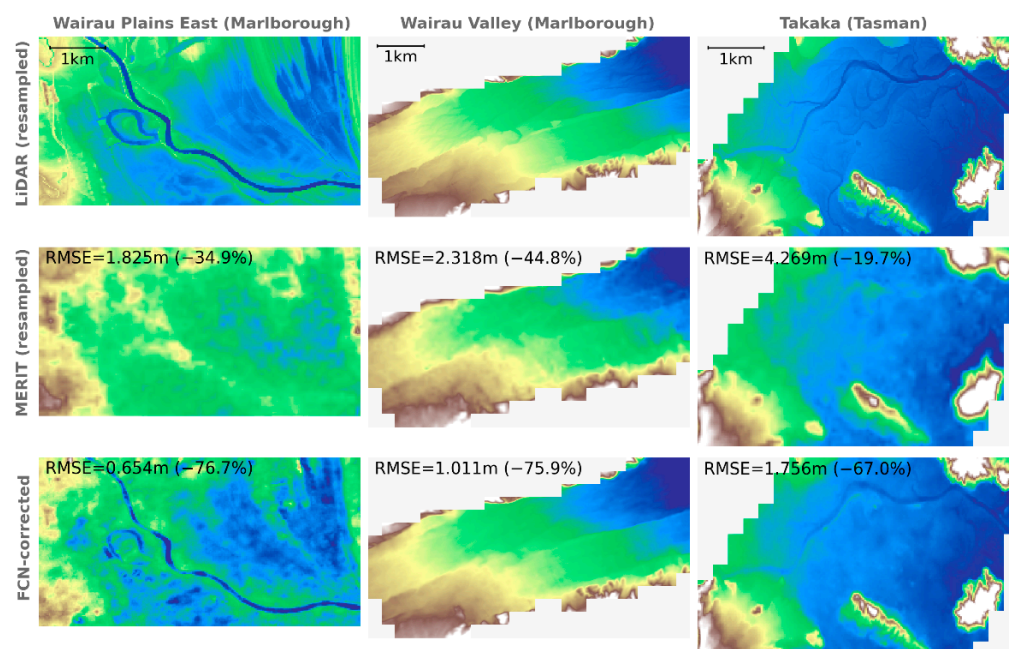 Wairau Plains East (Marlborough)
Wairau Valley (Marlborough)
Takaka (Tasman)
LiDAR (resampled)
1km
1km
1km
MERIT (resampled)
RMSE=1.825m (−34.9%)
RMSE=2.318m (−44.8%)
RMSE=4.269m (−19.7%)
FCN-corrected
RMSE=0.654m (−76.7%)
RMSE=1.011m (−75.9%)
RMSE=1.756m (−67.0%)